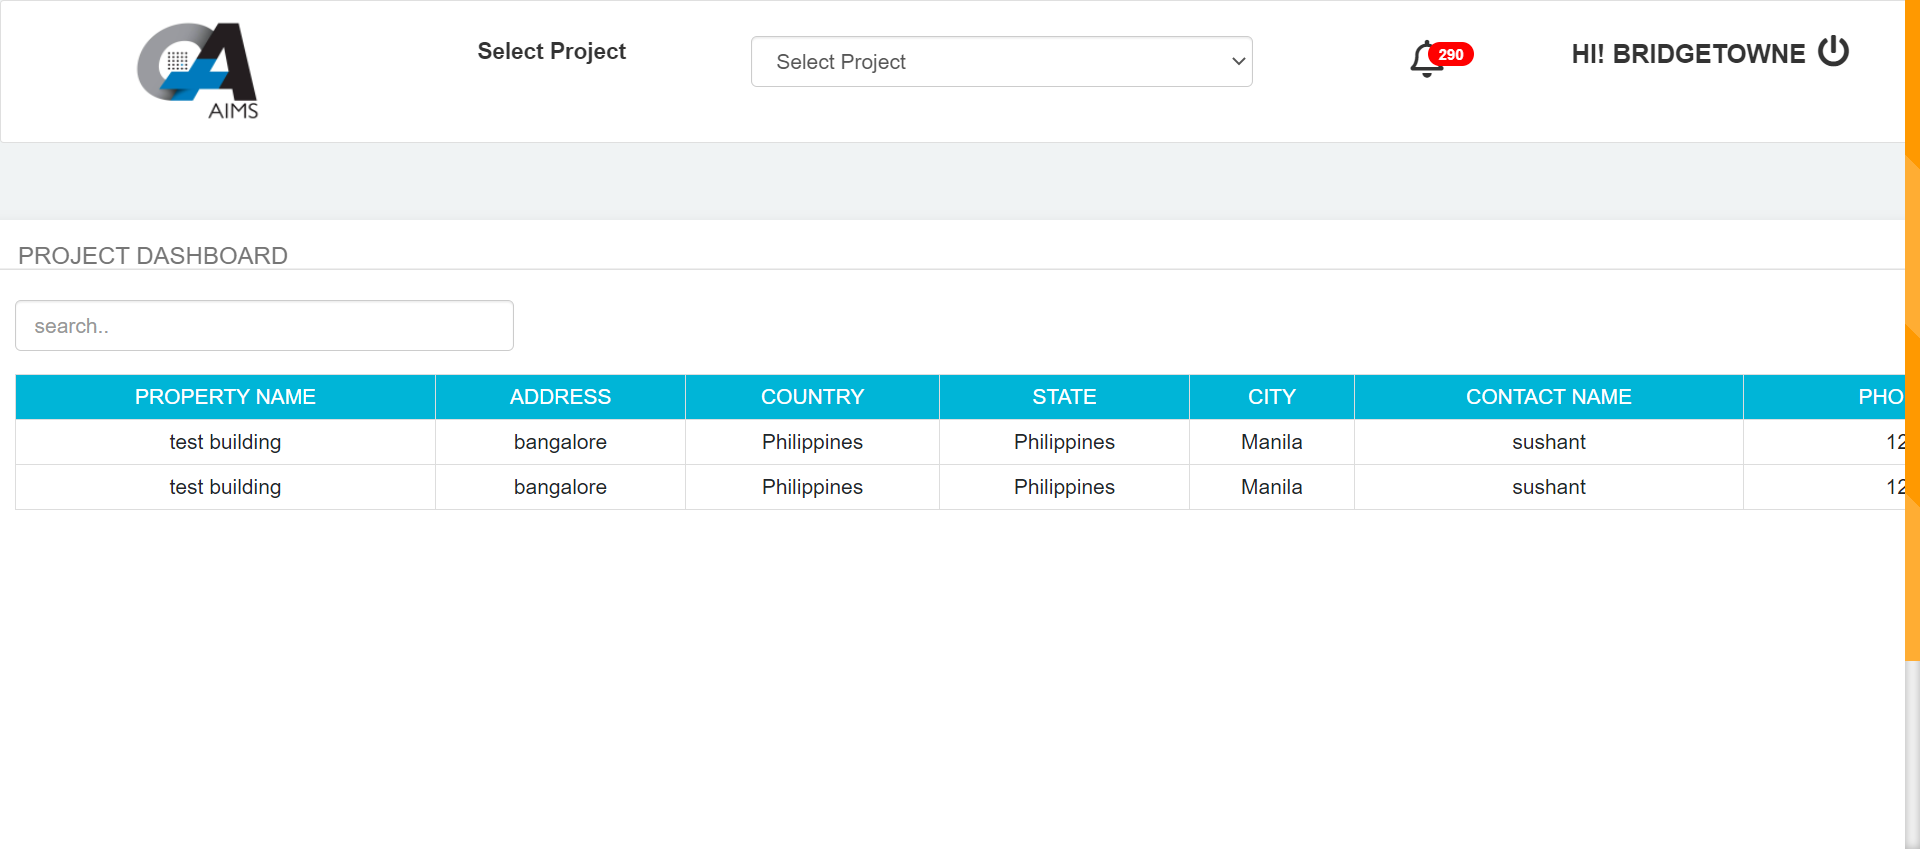 AIMS
Select Project
Select Project
290
HI! BRIDGETOWNE
PROJECT DASHBOARD
search..
PROPERTY NAME ADDRESS COUNTRY STATE CITY CONTACT NAME PHO
test building bangalore Philippines Philippines Manila sushant 12
test building bangalore Philippines Philippines Manila sushant 12